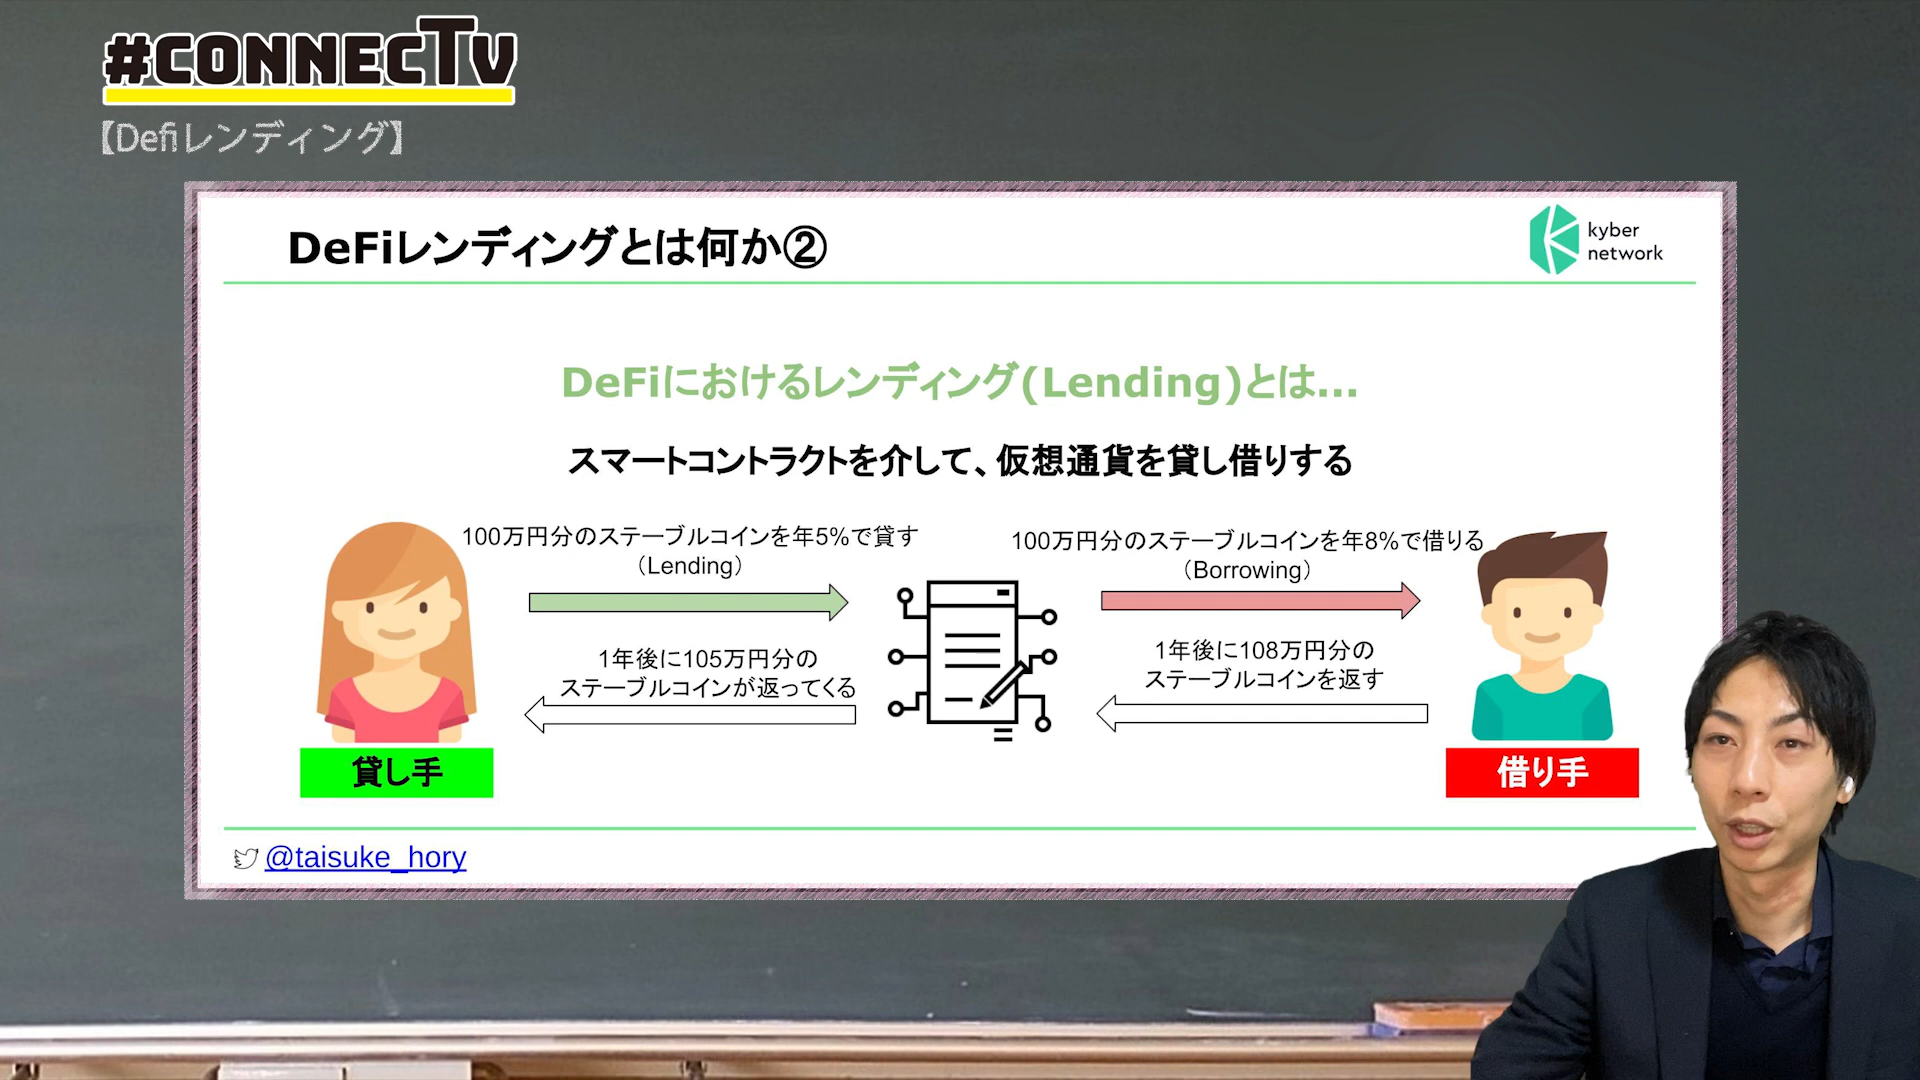 #CONNECTV
【Defiレンディング】
DeFiレンディングとは何か②
kyber
network
DeFiにおけるレンディング(Lending)とは...
スマートコントラクトを介して、仮想通貨を貸し借りする
100万円分のステーブルコインを年5%で貸す
（Lending）
100万円分のステーブルコインを年8%で借りる
（Borrowing）
1年後に105万円分の
ステーブルコインが返ってくる
1年後に108万円分の
ステーブルコインを返す
貸し手
借り手
@taisuke_hory